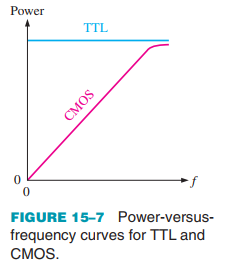 Power
TTL
CMOS
0
f
0
FIGURE 15–7 Power-versus-
frequency curves for TTL and
CMOS.